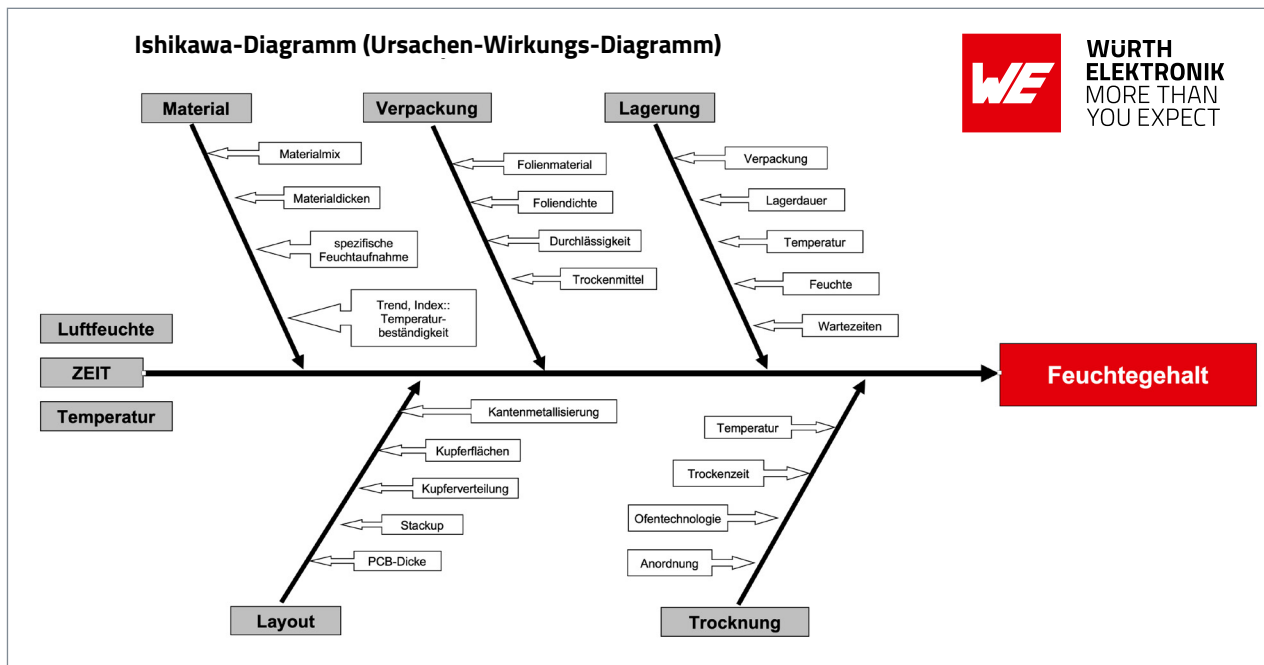 Ishikawa-Diagramm (Ursachen-Wirkungs-Diagramm)
WE
WÜRTH
ELEKTRONIK
MORE THAN
YOU EXPECT
Material
Verpackung
Lagerung
Materialmix
Materialdicken
spezifische
Feuchtaufnahme
Trend, Index::
Temperatur-
beständigkeit
Folienmaterial
Foliendichte
Durchlässigkeit
Trockenmittel
Verpackung
Lagerdauer
Temperatur
Feuchte
Wartezeiten
Luftfeuchte
ZEIT
Temperatur
Feuchtegehalt
Kantenmetallisierung
Kupferflächen
Kupferverteilung
Stackup
PCB-Dicke
Temperatur
Trockenzeit
Ofentechnologie
Anordnung
Layout
Trocknung